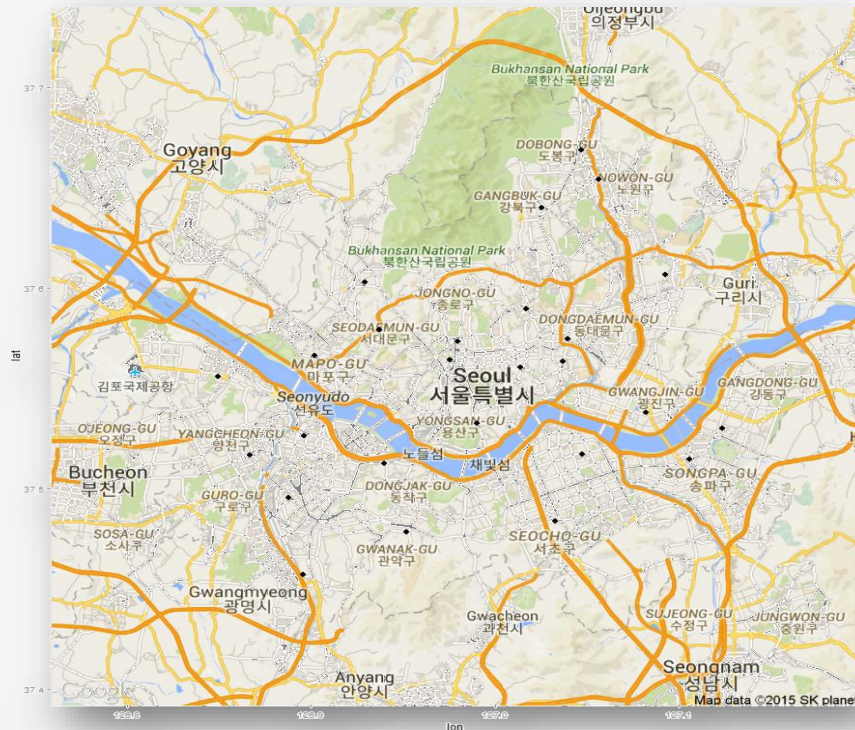 Uijeongbu
의정부시
37.7
Bukhansan National Park
북한산국립공원
DOBONG-GU
도봉구
Goyang
고양시
NOWON-GU
노원구
GANGBUK-GU
강북구
Bukhansan National Park
북한산국립공원
37.6
Guri
구리시
JONGNO-GU
종로구
SEODAEMUN-GU
서대문구
DONGDAEMUN-GU
동대문구
lat
MAPO-GU
마포구
Seoul
서울특별시
김포국제공항
Seonyudo
선유도
GWANGJIN-GU
광진구
GANGDONG-GU
강동구
OJEONG-GU
오정구
YANGCHEON-GU
양천구
YONGSAN-GU
용산구
노들섬
채빛섬
Bucheon
부천시
SONGPA-GU
송파구
37.5
GURO-GU
구로구
DONGJAK-GU
동작구
SOSA-GU
소사구
GWANAK-GU
관악구
SEOCHO-GU
서초구
Gwangmyeong
광명시
Gwacheon
과천시
SUJEONG-GU
수정구
JUNGWON-GU
중원구
Anyang
안양시
Seongnam
성남시
37.4
Google
Map data ©2015 SK planet
126.8
126.9
127.0
127.1
lon